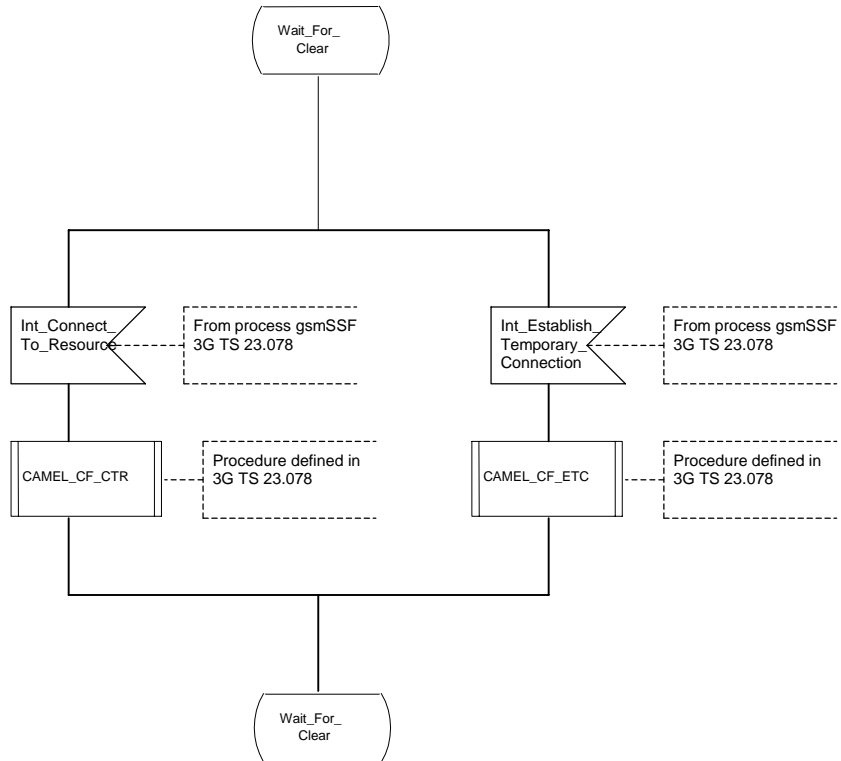 Wait_For_
Clear
Int_Connect_
To_Resource
From process gsmSSF
3G TS 23.078
Int_Establish_
Temporary_
Connection
From process gsmSSF
3G TS 23.078
CAMEL_CF_CTR
Procedure defined in
3G TS 23.078
CAMEL_CF_ETC
Procedure defined in
3G TS 23.078
Wait_For_
Clear